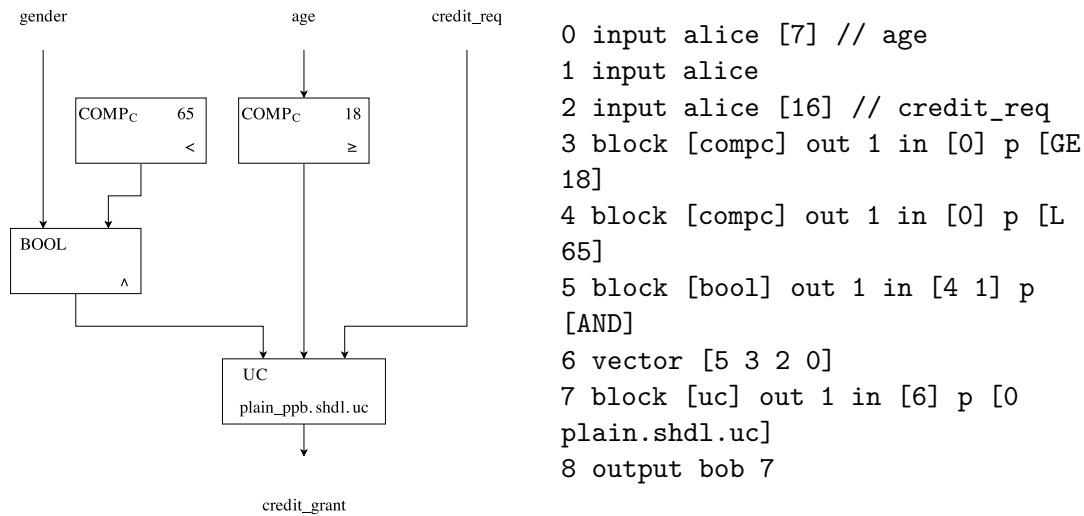 gender age credit_req
COMPC 65 COMPC 18
< ≥
BOOL
∧
UC
plain_ppb.shdl.uc
credit_grant
0 input alice [7] // age
1 input alice
2 input alice [16] // credit_req
3 block [compc] out 1 in [0] p [GE
18]
4 block [compc] out 1 in [0] p [L
65]
5 block [bool] out 1 in [4 1] p
[AND]
6 vector [5 3 2 0]
7 block [uc] out 1 in [6] p [0
plain.shdl.uc]
8 output bob 7